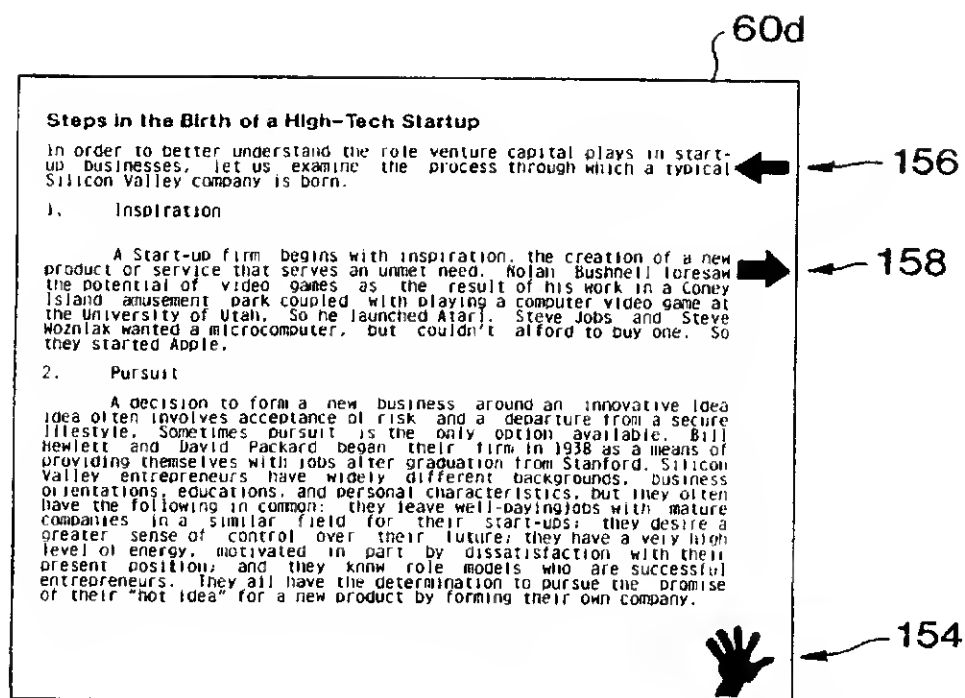 60d
Steps in the Birth of a High-Tech Startup
In order to better understand the role venture capital plays in start-
up businesses, let us examine the process through which a typical
Silicon Valley company is born.
156
1. Inspiration
A Start-up firm begins with inspiration, the creation of a new
158
product or service that serves an unmet need. Nolan Bushnell foresaw
the potential of video games as the result of his work in a Coney
Island amusement park coupled with playing a computer video game at
the University of Utah. So he launched Atari. Steve Jobs and Steve
Wozniak wanted a microcomputer, but couldn't afford to buy one. So
they started Apple.
2. Pursuit
A decision to form a new business around an innovative idea
idea often involves acceptance of risk and a departure from a secure
lifestyle. Sometimes pursuit is the only option available. Bill
Hewlett and David Packard began their firm in 1938 as a means of
providing themselves with jobs after graduation from Stanford. Silicon
Valley entrepreneurs have widely different backgrounds, business
orientations, educations, and personal characteristics, but they often
have the following in common: they leave well-payingjobs with mature
companies in a similar field for their start-ups; they desire a
greater sense of control over their future; they have a very high
level of energy, motivated in part by dissatisfaction with their
present position; and they know role models who are successful
entrepreneurs. They all have the determination to pursue the promise
of their "hot idea" for a new product by forming their own company.
154